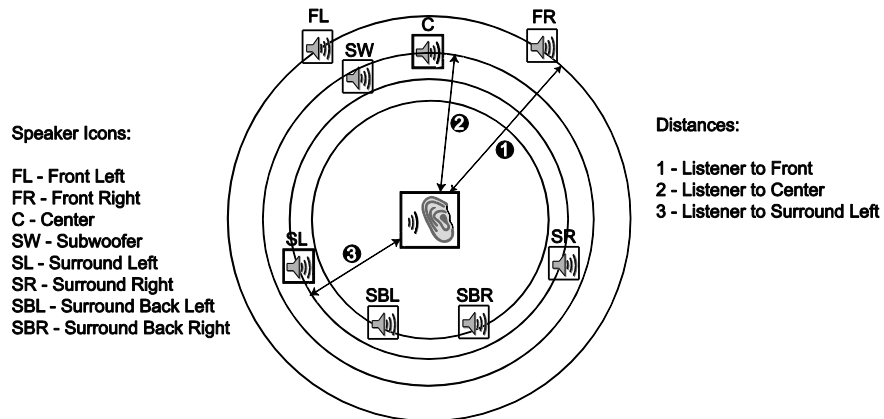 FL
FR
C
SW
2
1
Speaker Icons:
FL - Front Left
FR - Front Right
C - Center
SW - Subwoofer
SL - Surround Left
SR - Surround Right
SBL - Surround Back Left
SBR - Surround Back Right
SL
3
SR
SBL
SBR
Distances:
1 - Listener to Front
2 - Listener to Center
3 - Listener to Surround Left